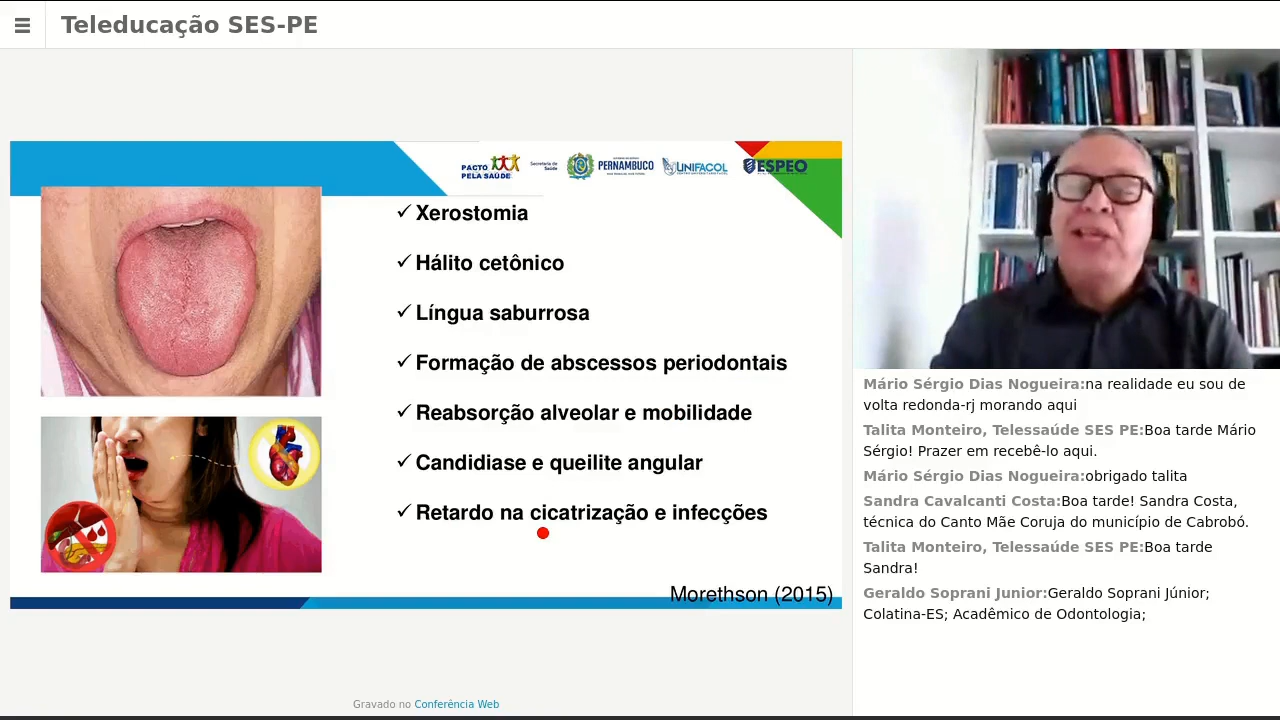 Teleducação SES-PE
PACTO
PELA SAÚDE
Secretaria de
Saúde
PERNAMBUCO
UNIFACOL
ESPEO
Xerostomia
Hálito cetônico
Língua saburrosa
Formação de abscessos periodontais
Reabsorção alveolar e mobilidade
Candidiase e queilite angular
Retardo na cicatrização e infecções
Morethson (2015)
Gravado no Conferência Web
Mário Sérgio Dias Nogueira:na realidade eu sou de
volta redonda-rj morando aqui
Talita Monteiro, Telessaúde SES PE:Boa tarde Mário
Sérgio! Prazer em recebê-lo aqui.
Mário Sérgio Dias Nogueira:obrigado talita
Sandra Cavalcanti Costa:Boa tarde! Sandra Costa,
técnica do Canto Mãe Coruja do município de Cabrobó.
Talita Monteiro, Telessaúde SES PE:Boa tarde
Sandra!
Geraldo Soprani Junior:Geraldo Soprani Júnior;
Colatina-ES; Acadêmico de Odontologia;